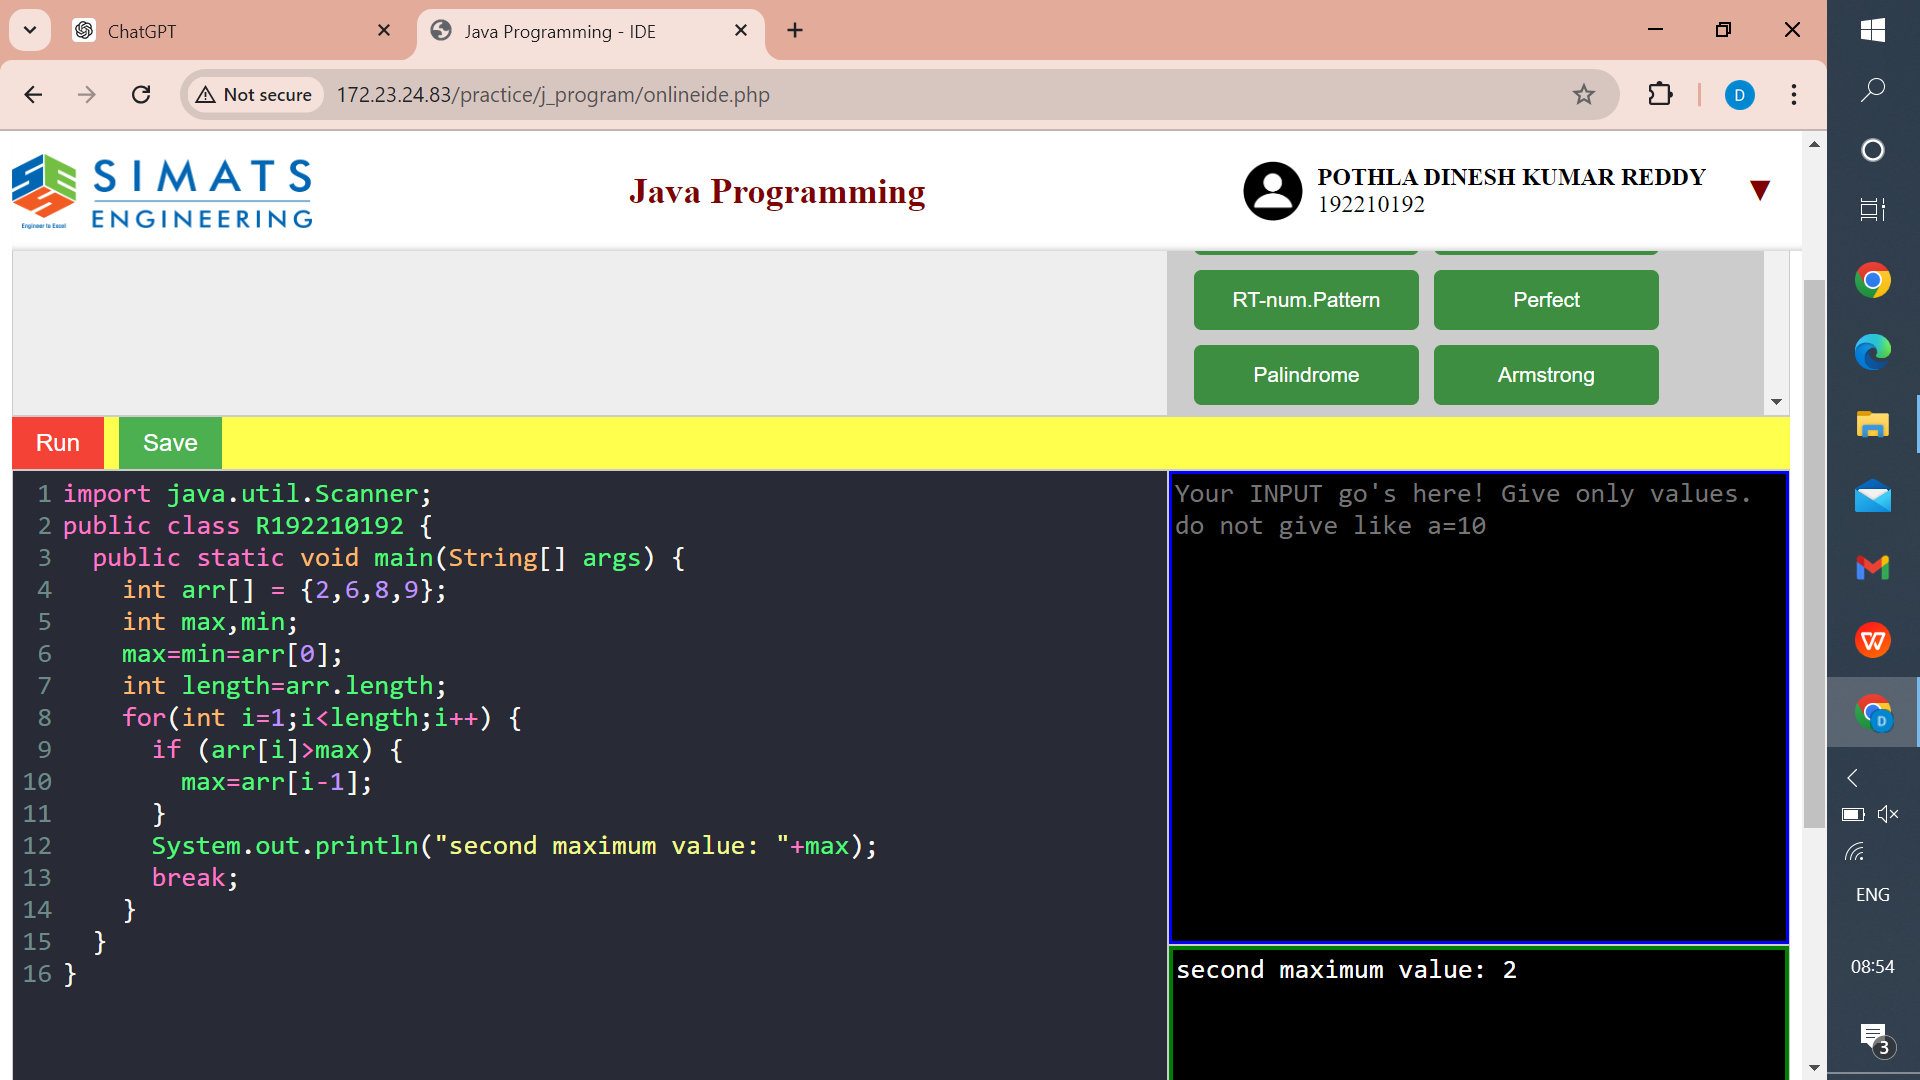 ChatGPT
Java Programming - IDE
Not secure
172.23.24.83/practice/j_program/onlineide.php
D
SIMATS
ENGINEERING
Engineer to Excel
Java Programming
POTHLA DINESH KUMAR REDDY
192210192
RT-num.Pattern
Perfect
Palindrome
Armstrong
Run
Save
1 import java.util.Scanner;
2 public class R192210192 {
3 public static void main(String[] args) {
4 int arr[] = {2,6,8,9};
5 int max,min;
6 max=min=arr[0];
7 int length=arr.length;
8 for(int i=1;i<length;i++) {
9 if (arr[i]>max) {
10 max=arr[i-1];
11 }
12 System.out.println("second maximum value: "+max);
13 break;
14 }
15 }
16 }
Your INPUT go's here! Give only values.
do not give like a=10
second maximum value: 2
W
D
ENG
08:54
3